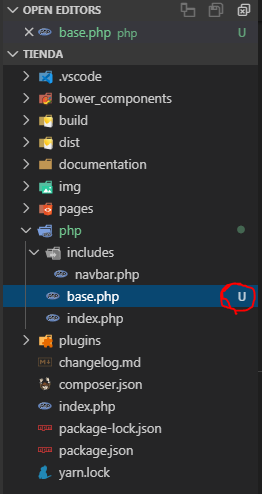 OPEN EDITORS
base.php php U
TIENDA
.vscode
bower_components
build
dist
documentation
img
pages
php
includes
navbar.php
base.php U
index.php
plugins
changelog.md
composer.json
index.php
package-lock.json
package.json
yarn.lock